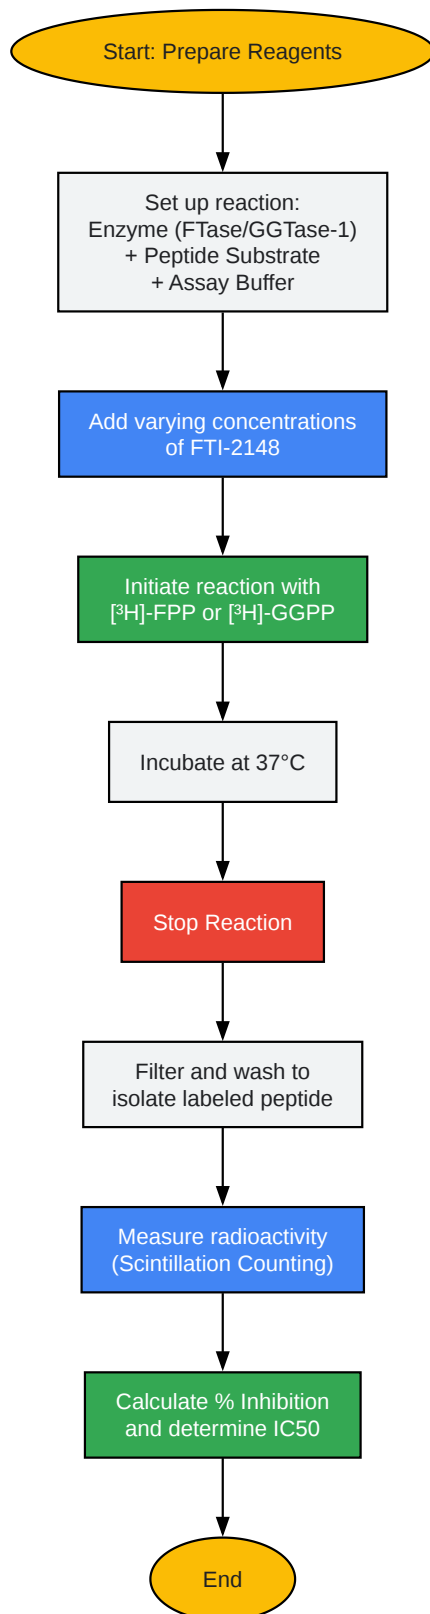 Start: Prepare Reagents
Set up reaction:
Enzyme (FTase/GGTase-1)
+ Peptide Substrate
+ Assay Buffer
Add varying concentrations
of FTI-2148
Initiate reaction with
[³H]-FPP or [³H]-GGPP
Incubate at 37°C
Stop Reaction
Filter and wash to
isolate labeled peptide
Measure radioactivity
(Scintillation Counting)
Calculate % Inhibition
and determine IC50
End